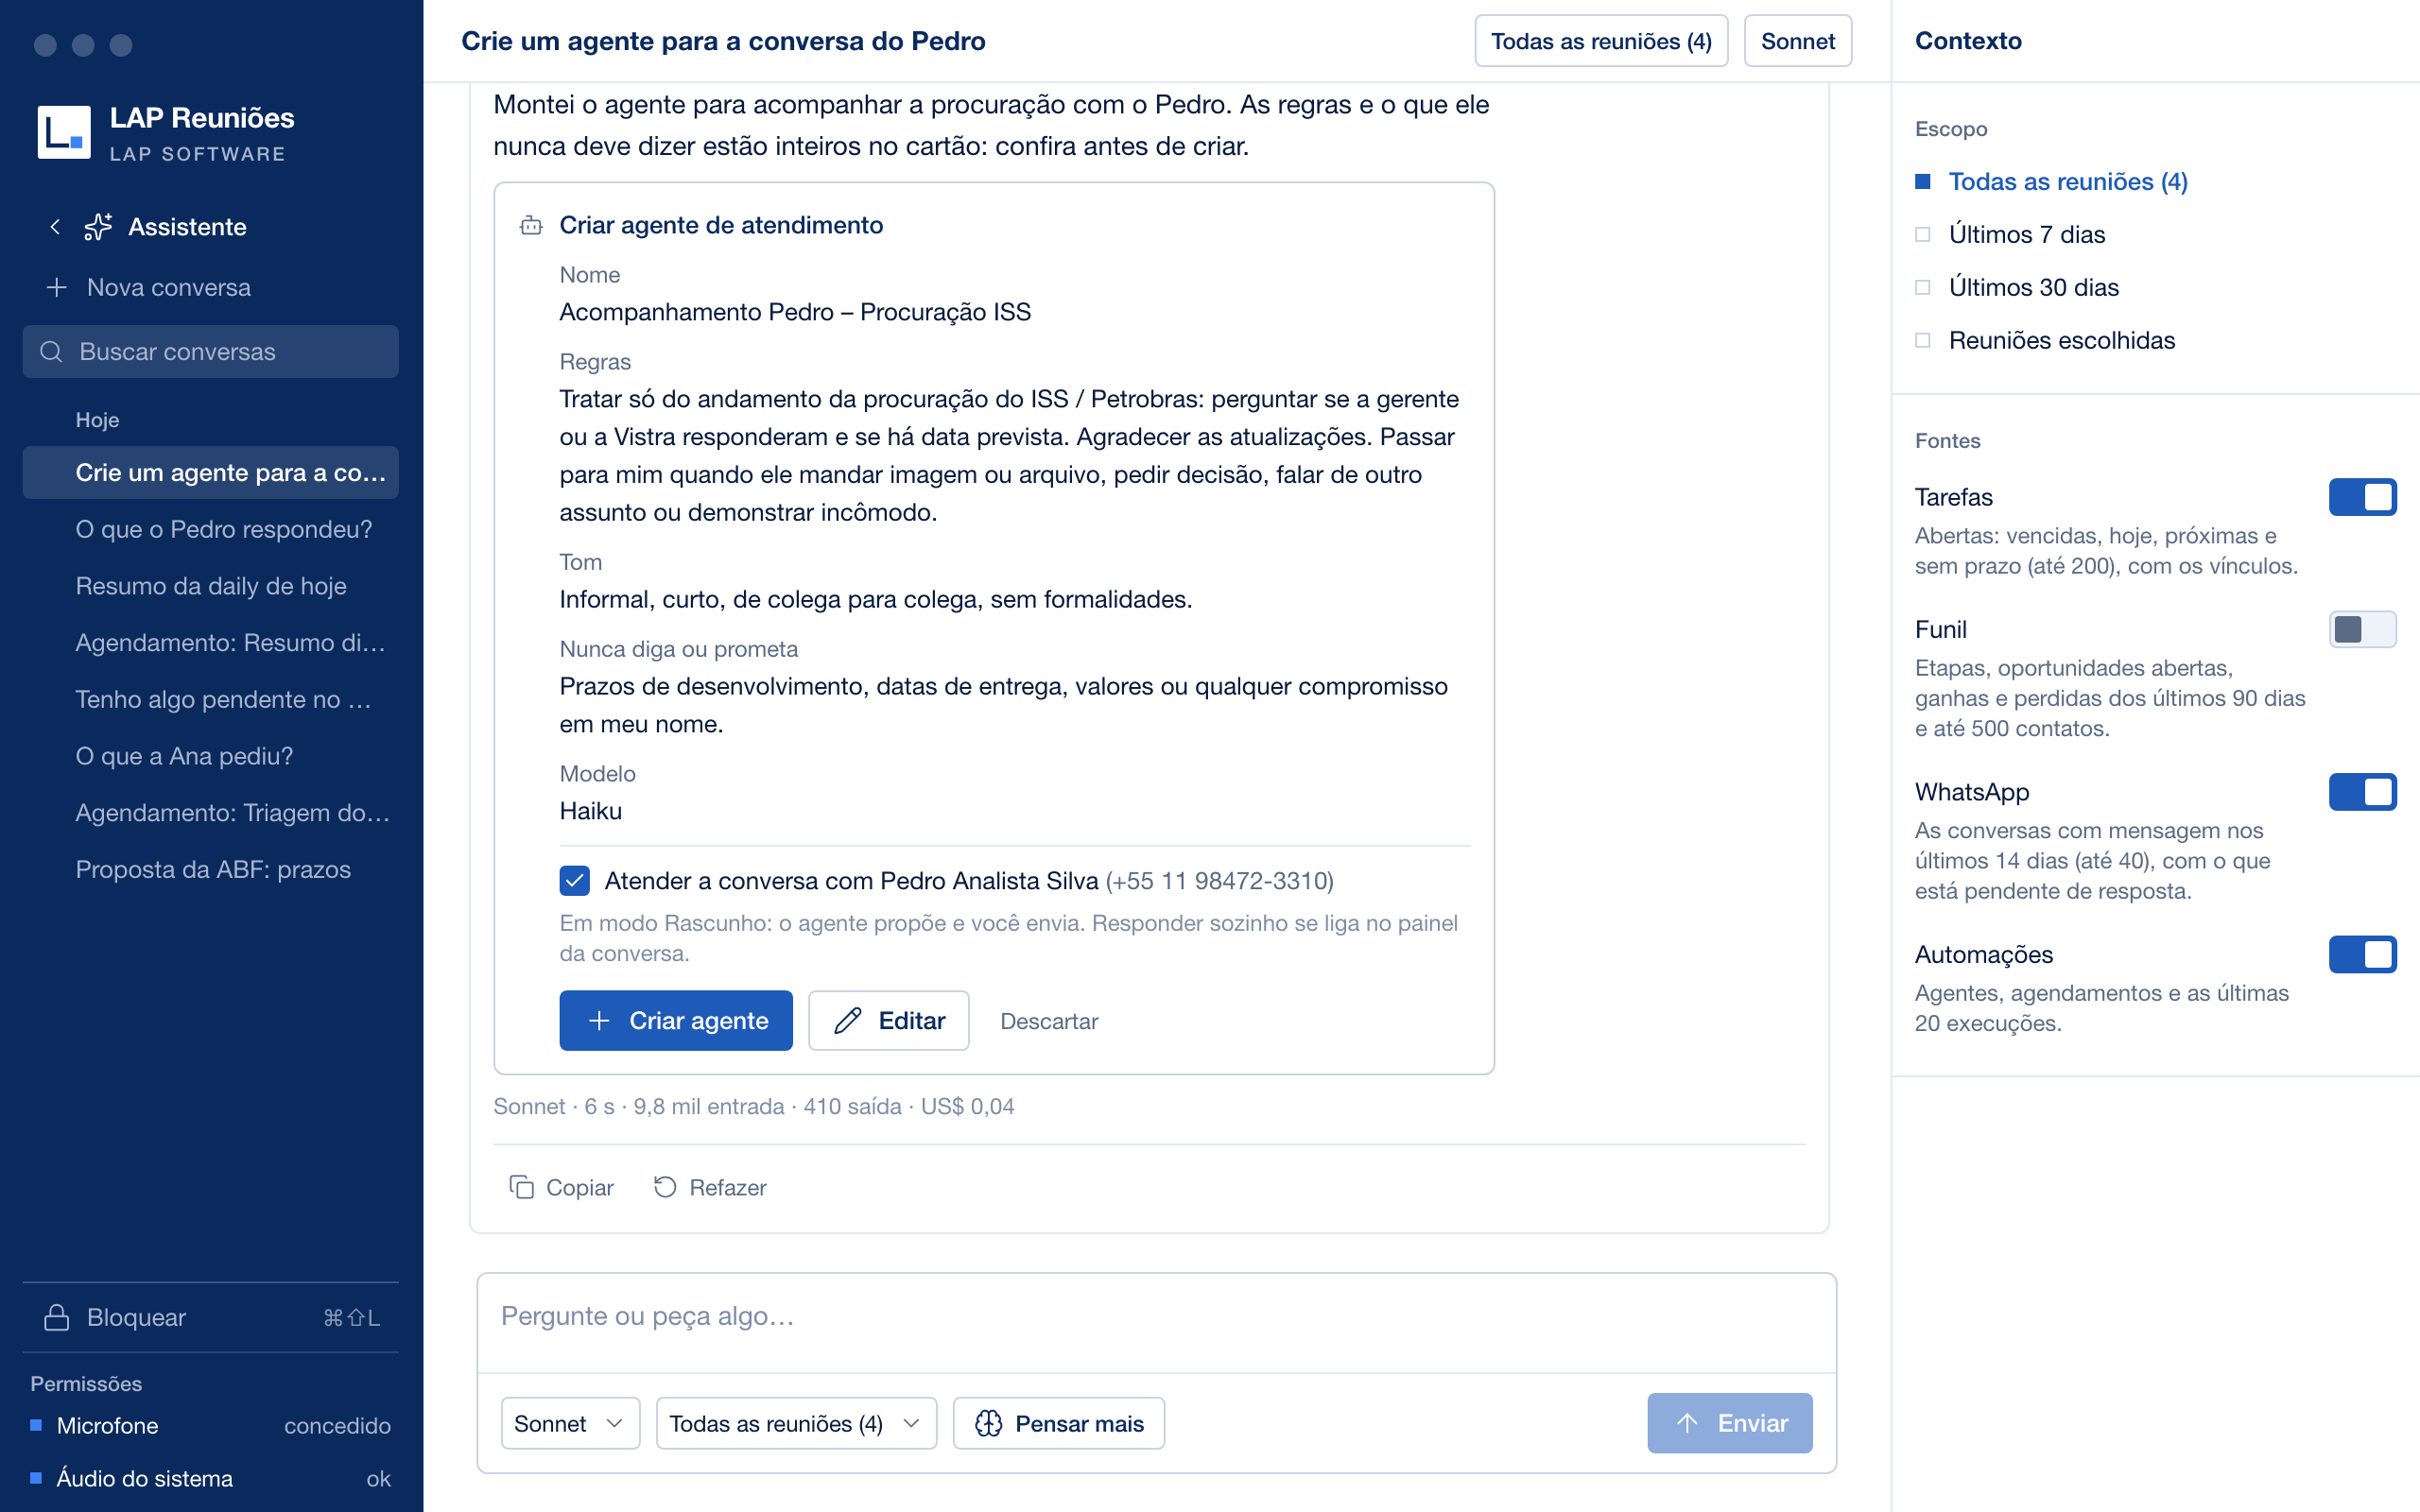 LAP Reuniões
LAP SOFTWARE
Assistente
Nova conversa
Buscar conversas
Hoje
Crie um agente para a co…
O que o Pedro respondeu?
Resumo da daily de hoje
Agendamento: Resumo di…
Tenho algo pendente no …
O que a Ana pediu?
Agendamento: Triagem do…
Proposta da ABF: prazos
Bloquear ⌘⇧L
Permissões
Microfone concedido
Áudio do sistema ok
Crie um agente para a conversa do Pedro
Todas as reuniões (4)
Sonnet
Montei o agente para acompanhar a procuração com o Pedro. As regras e o que ele
nunca deve dizer estão inteiros no cartão: confira antes de criar.
Criar agente de atendimento
Nome
Acompanhamento Pedro – Procuração ISS
Regras
Tratar só do andamento da procuração do ISS / Petrobras: perguntar se a gerente
ou a Vistra responderam e se há data prevista. Agradecer as atualizações. Passar
para mim quando ele mandar imagem ou arquivo, pedir decisão, falar de outro
assunto ou demonstrar incômodo.
Tom
Informal, curto, de colega para colega, sem formalidades.
Nunca diga ou prometa
Prazos de desenvolvimento, datas de entrega, valores ou qualquer compromisso
em meu nome.
Modelo
Haiku
Atender a conversa com Pedro Analista Silva (+55 11 98472-3310)
Em modo Rascunho: o agente propõe e você envia. Responder sozinho se liga no painel
da conversa.
Criar agente
Editar
Descartar
Sonnet · 6 s · 9,8 mil entrada · 410 saída · US$ 0,04
Copiar
Refazer
Pergunte ou peça algo…
Sonnet
Todas as reuniões (4)
Pensar mais
Enviar
Contexto
Escopo
Todas as reuniões (4)
Últimos 7 dias
Últimos 30 dias
Reuniões escolhidas
Fontes
Tarefas
Abertas: vencidas, hoje, próximas e
sem prazo (até 200), com os vínculos.
Funil
Etapas, oportunidades abertas,
ganhas e perdidas dos últimos 90 dias
e até 500 contatos.
WhatsApp
As conversas com mensagem nos
últimos 14 dias (até 40), com o que
está pendente de resposta.
Automações
Agentes, agendamentos e as últimas
20 execuções.